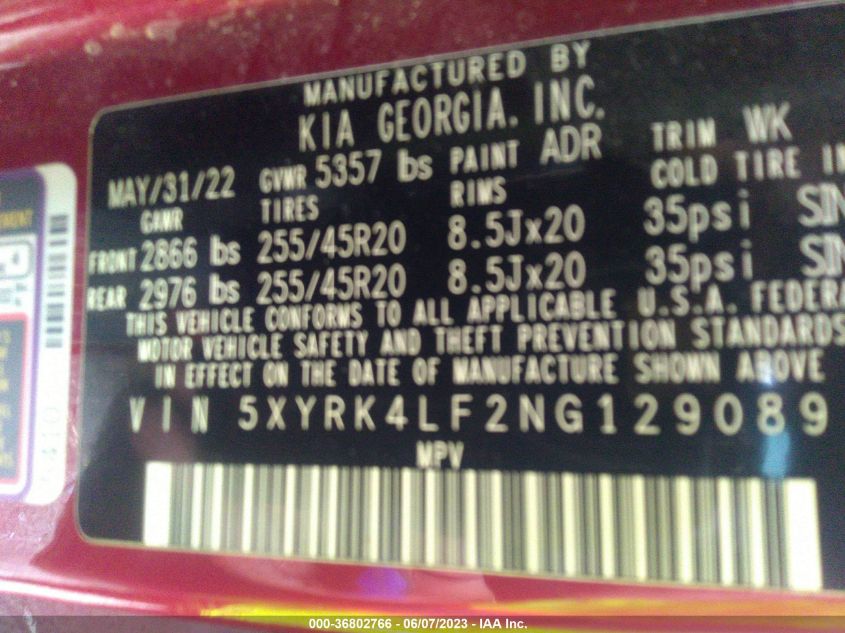 MANUFACTURED BY
KIA GEORGIA. INC.
MAY/31/22 GVWR 5357 lbs PAINT ADR TRIM WK
GAWR TIRES RIMS COLD TIRE IN
FRONT 2866 lbs 255/45R20 8.5Jx20 35psi SIN
REAR 2976 lbs 255/45R20 8.5Jx20 35psi SIN
THIS VEHICLE CONFORMS TO ALL APPLICABLE U.S.A. FEDERA
MOTOR VEHICLE SAFETY AND THEFT PREVENTION STANDARDS
IN EFFECT ON THE DATE OF MANUFACTURE SHOWN ABOVE
VIN 5XYRK4LF2NG129089
MPV
000-36802766 - 06/07/2023 - IAA Inc.